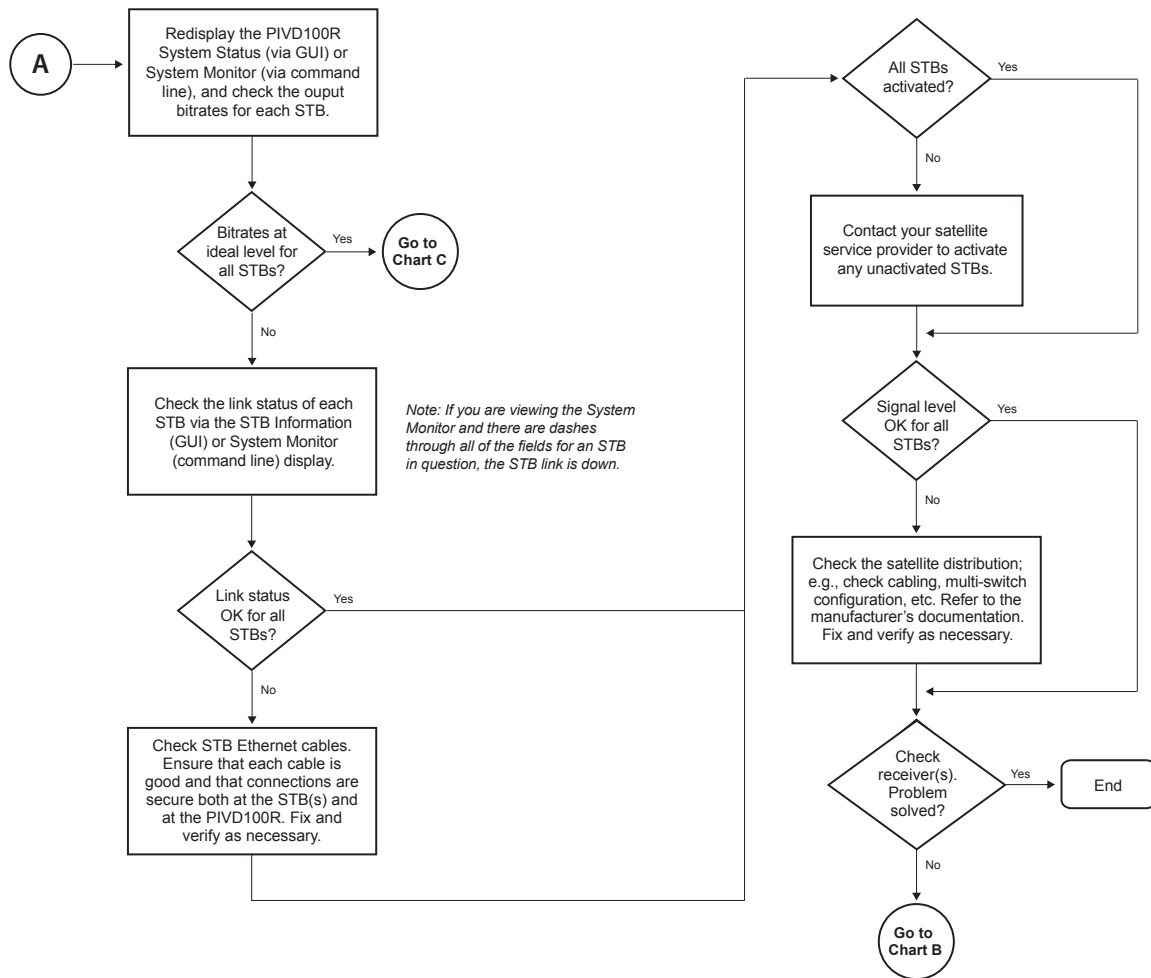 A
Redisplay the PIVD100R
System Status (via GUI) or
System Monitor (via command
line), and check the ouput
bitrates for each STB.
Bitrates at
ideal level for
all STBs?
Yes
Go to
Chart C
No
Check the link status of each
STB via the STB Information
(GUI) or System Monitor
(command line) display.
Note: If you are viewing the System
Monitor and there are dashes
through all of the fields for an STB
in question, the STB link is down.
Link status
OK for all
STBs?
Yes
No
Check STB Ethernet cables.
Ensure that each cable is
good and that connections are
secure both at the STB(s) and
at the PIVD100R. Fix and
verify as necessary.
All STBs
activated?
Yes
No
Contact your satellite
service provider to activate
any unactivated STBs.
Signal level
OK for all
STBs?
Yes
No
Check the satellite distribution;
e.g., check cabling, multi-switch
configuration, etc. Refer to the
manufacturer’s documentation.
Fix and verify as necessary.
Check
receiver(s).
Problem
solved?
Yes
End
No
Go to
Chart B